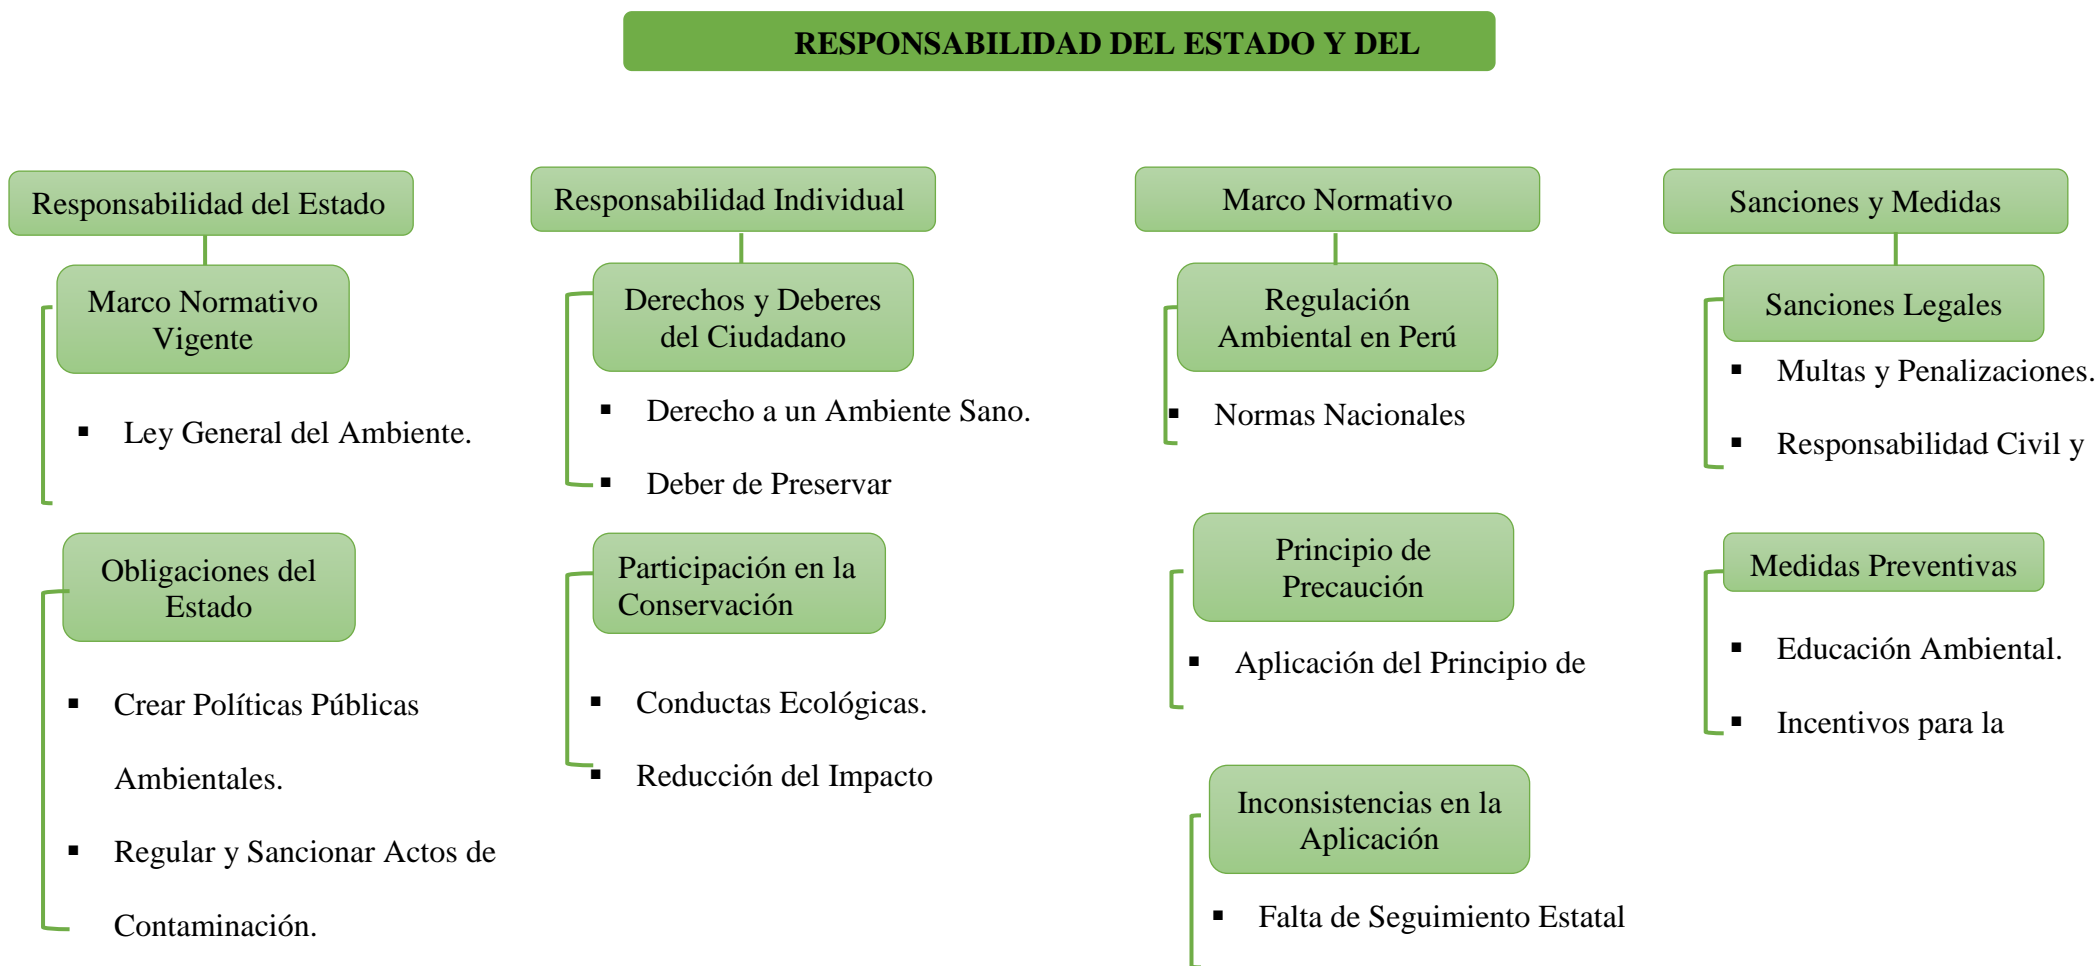 RESPONSABILIDAD DEL ESTADO Y DEL
Responsabilidad del Estado
Marco Normativo
Vigente
▪ Ley General del Ambiente.
Obligaciones del
Estado
▪ Crear Políticas Públicas
Ambientales.
▪ Regular y Sancionar Actos de
Contaminación.
Responsabilidad Individual
Derechos y Deberes
del Ciudadano
▪ Derecho a un Ambiente Sano.
▪ Deber de Preservar
Participación en la
Conservación
▪ Conductas Ecológicas.
▪ Reducción del Impacto
Marco Normativo
Regulación
Ambiental en Perú
▪ Normas Nacionales
Principio de
Precaución
▪ Aplicación del Principio de
Inconsistencias en la
Aplicación
▪ Falta de Seguimiento Estatal
Sanciones y Medidas
Sanciones Legales
▪ Multas y Penalizaciones.
▪ Responsabilidad Civil y
Medidas Preventivas
▪ Educación Ambiental.
▪ Incentivos para la